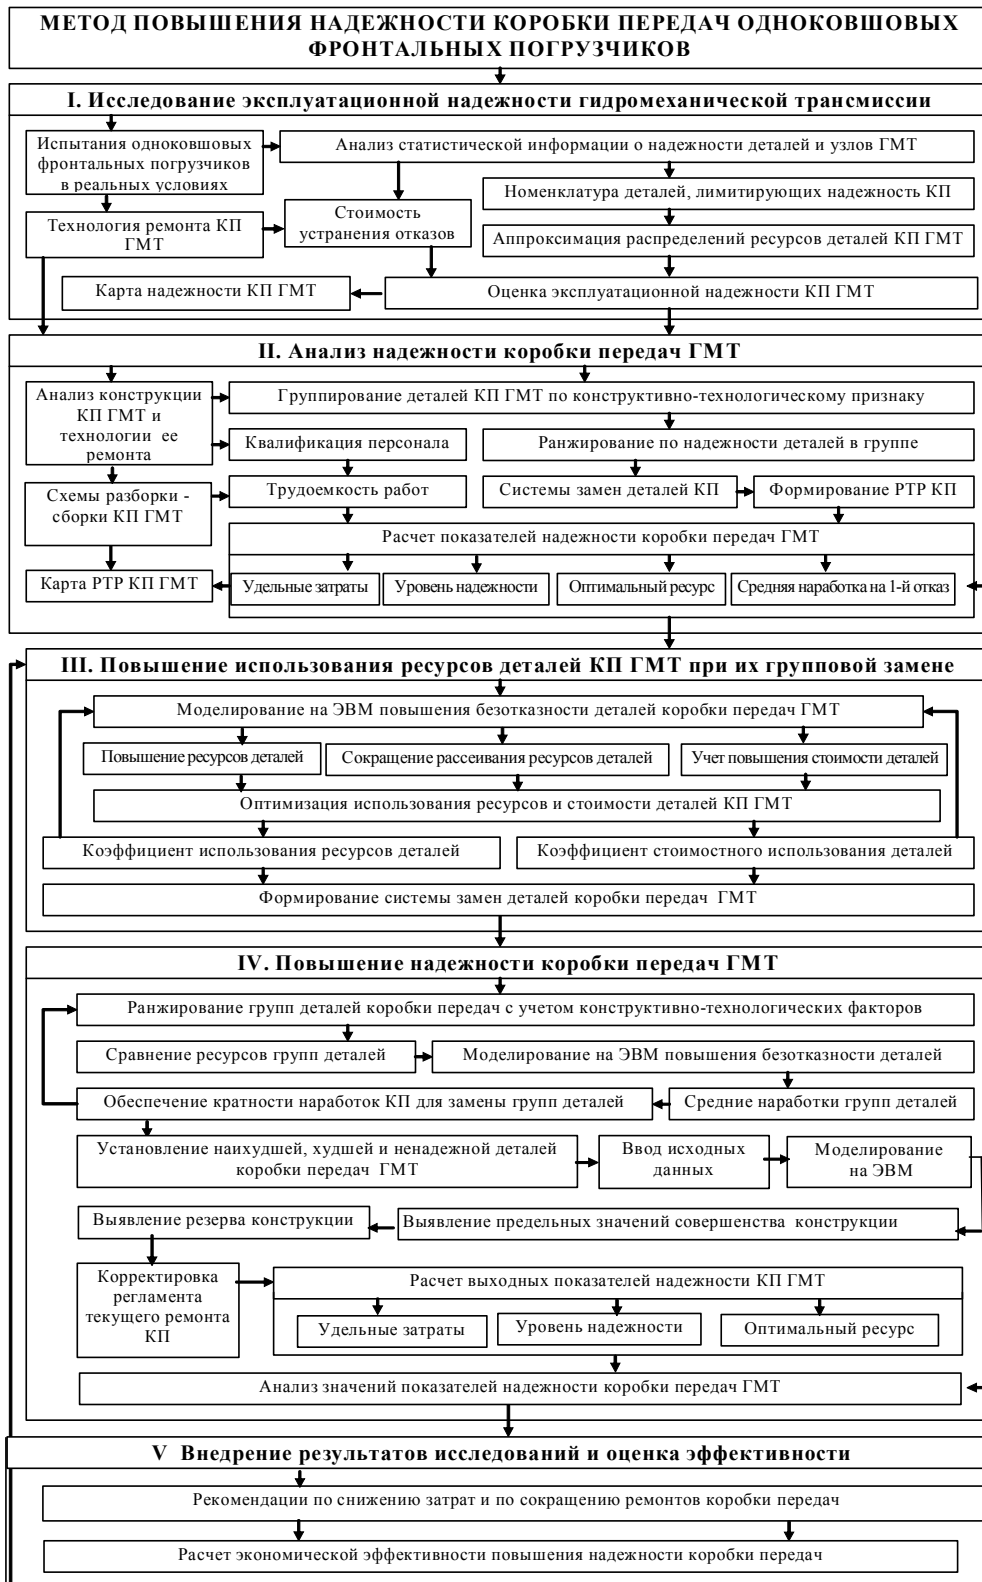 МЕТОД ПОВЫШЕНИЯ НАДЕЖНОСТИ КОРОБКИ ПЕРЕДАЧ ОДНОКОВШОВЫХ
ФРОНТАЛЬНЫХ ПОГРУЗЧИКОВ
I. Исследование эксплуатационной надежности гидромеханической трансмиссии
Испытания одноковшовых
фронтальных погрузчиков
в реальных условиях
Анализ статистической информации о надежности деталей и узлов ГМТ
Номенклатура деталей, лимитирующих надежность КП
Технология ремонта КП
ГМТ
Стоимость
устранения отказов
Аппроксимация распределений ресурсов деталей КП ГМТ
Карта надежности КП ГМТ
Оценка эксплуатационной надежности КП ГМТ
II. Анализ надежности коробки передач ГМТ
Анализ конструкции
КП ГМТ и
технологии ее
ремонта
Группирование деталей КП ГМТ по конструктивно-технологическому признаку
Квалификация персонала
Ранжирование по надежности деталей в группе
Схемы разборки -
сборки КП ГМТ
Трудоемкость работ
Системы замен деталей КП
Формирование РТР КП
Расчет показателей надежности коробки передач ГМТ
Карта РТР КП ГМТ
Удельные затраты
Уровень надежности
Оптимальный ресурс
Средняя наработка на 1-й отказ
III. Повышение использования ресурсов деталей КП ГМТ при их групповой замене
Моделирование на ЭВМ повышения безотказности деталей коробки передач ГМТ
Повышение ресурсов деталей
Сокращение рассеивания ресурсов деталей
Учет повышения стоимости деталей
Оптимизация использования ресурсов и стоимости деталей КП ГМТ
Коэффициент использования ресурсов деталей
Коэффициент стоимостного использования деталей
Формирование системы замен деталей коробки передач ГМТ
IV. Повышение надежности коробки передач ГМТ
Ранжирование групп деталей коробки передач с учетом конструктивно-технологических факторов
Сравнение ресурсов групп деталей
Моделирование на ЭВМ повышения безотказности деталей
Обеспечение кратности наработок КП для замены групп деталей
Средние наработки групп деталей
Установление наихудшей, худшей и ненадежной деталей
коробки передач ГМТ
Ввод исходных
данных
Моделирование
на ЭВМ
Выявление резерва конструкции
Выявление предельных значений совершенства конструкции
Корректировка
регламента
текущего ремонта
КП
Расчет выходных показателей надежности КП ГМТ
Удельные затраты
Уровень надежности
Оптимальный ресурс
Анализ значений показателей надежности коробки передач ГМТ
V Внедрение результатов исследований и оценка эффективности
Рекомендации по снижению затрат и по сокращению ремонтов коробки передач
Расчет экономической эффективности повышения надежности коробки передач